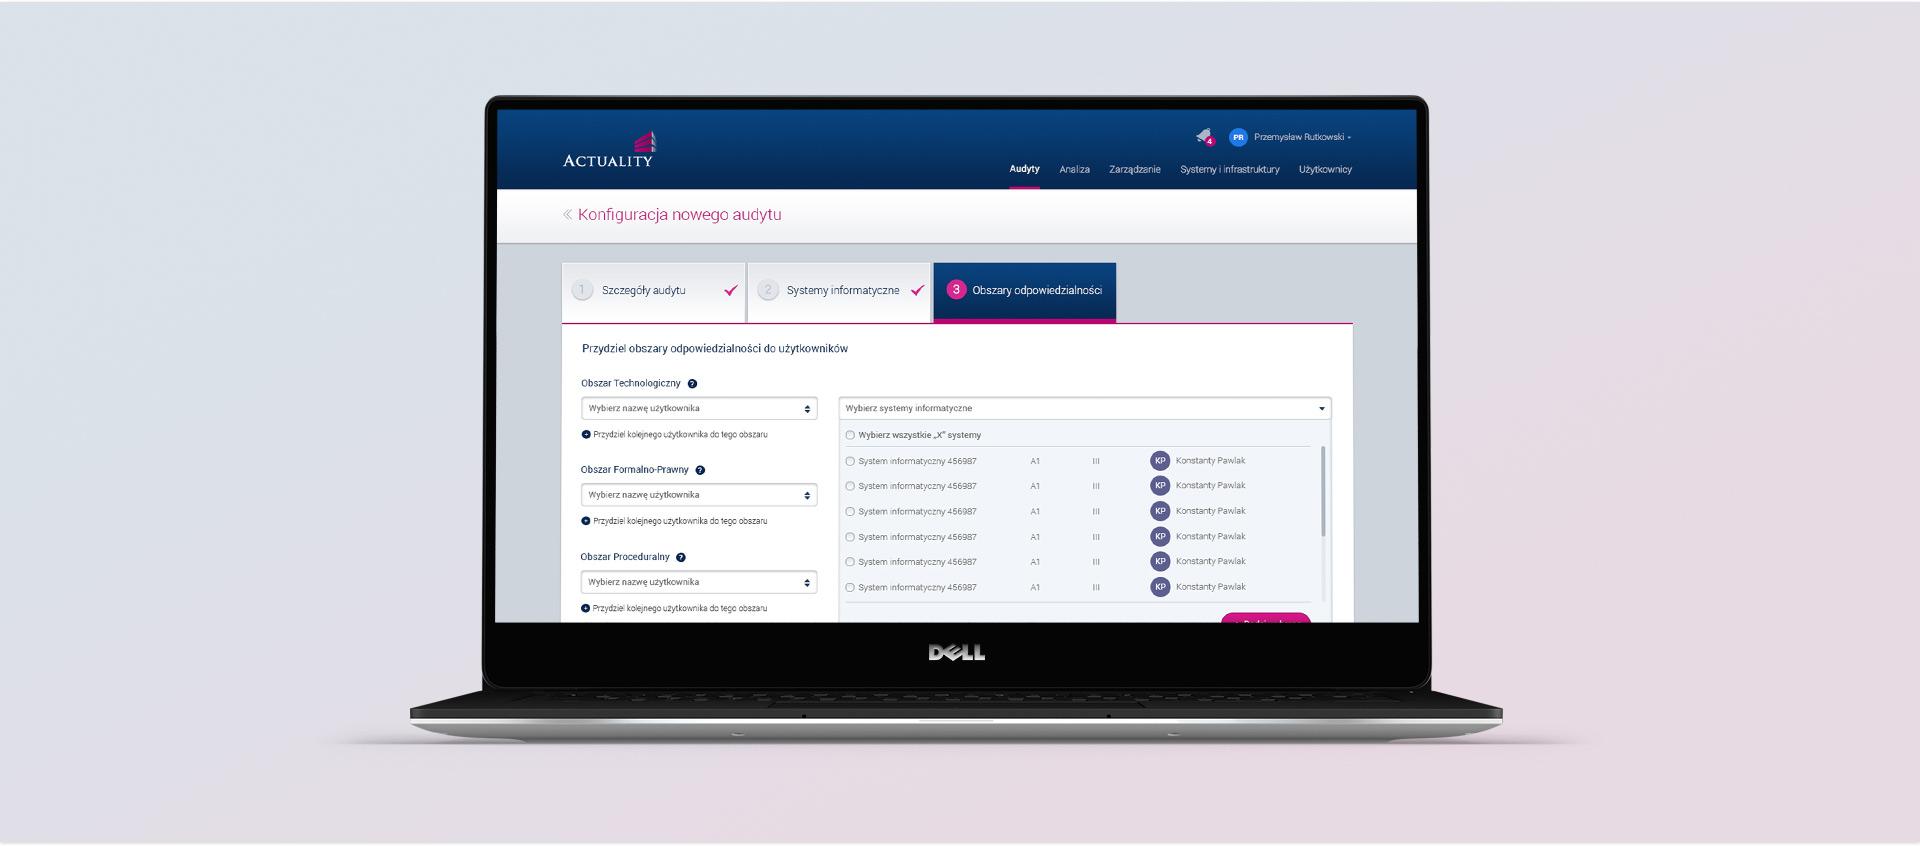 ACTUALITY
4
PR Przemysław Rutkowski
Audyty Analiza Zarządzanie Systemy i infrastruktury Użytkownicy
« Konfiguracja nowego audytu
1 Szczegóły audytu
2 Systemy informatyczne
3 Obszary odpowiedzialności
Przydziel obszary odpowiedzialności do użytkowników
Obszar Technologiczny ?
Wybierz nazwę użytkownika
Przydziel kolejnego użytkownika do tego obszaru
Obszar Formalno-Prawny ?
Wybierz nazwę użytkownika
Przydziel kolejnego użytkownika do tego obszaru
Obszar Proceduralny ?
Wybierz nazwę użytkownika
Przydziel kolejnego użytkownika do tego obszaru
Wybierz systemy informatyczne
Wybierz wszystkie „X" systemy
System informatyczny 456987 A1 III KP Konstanty Pawlak
System informatyczny 456987 A1 III KP Konstanty Pawlak
System informatyczny 456987 A1 III KP Konstanty Pawlak
System informatyczny 456987 A1 III KP Konstanty Pawlak
System informatyczny 456987 A1 III KP Konstanty Pawlak
System informatyczny 456987 A1 III KP Konstanty Pawlak
DELL